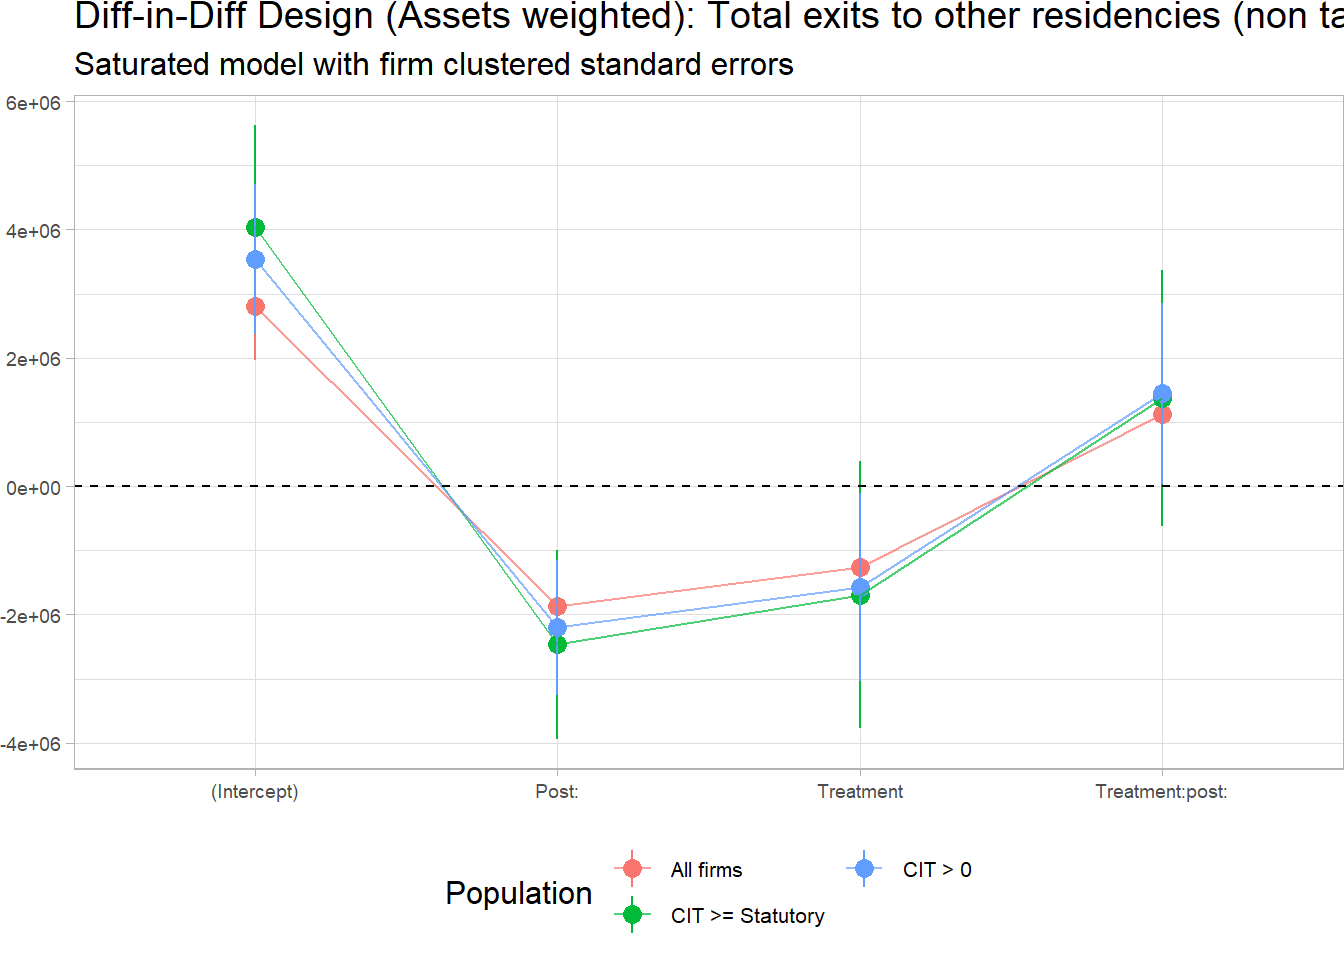 Diff-in-Diff Design (Assets weighted): Total exits to other residencies (non ta
Saturated model with firm clustered standard errors
6e+06
4e+06
2e+06
0e+00
-2e+06
-4e+06
(Intercept) Post: Treatment Treatment:post:
Population
All firms CIT > 0
CIT >= Statutory